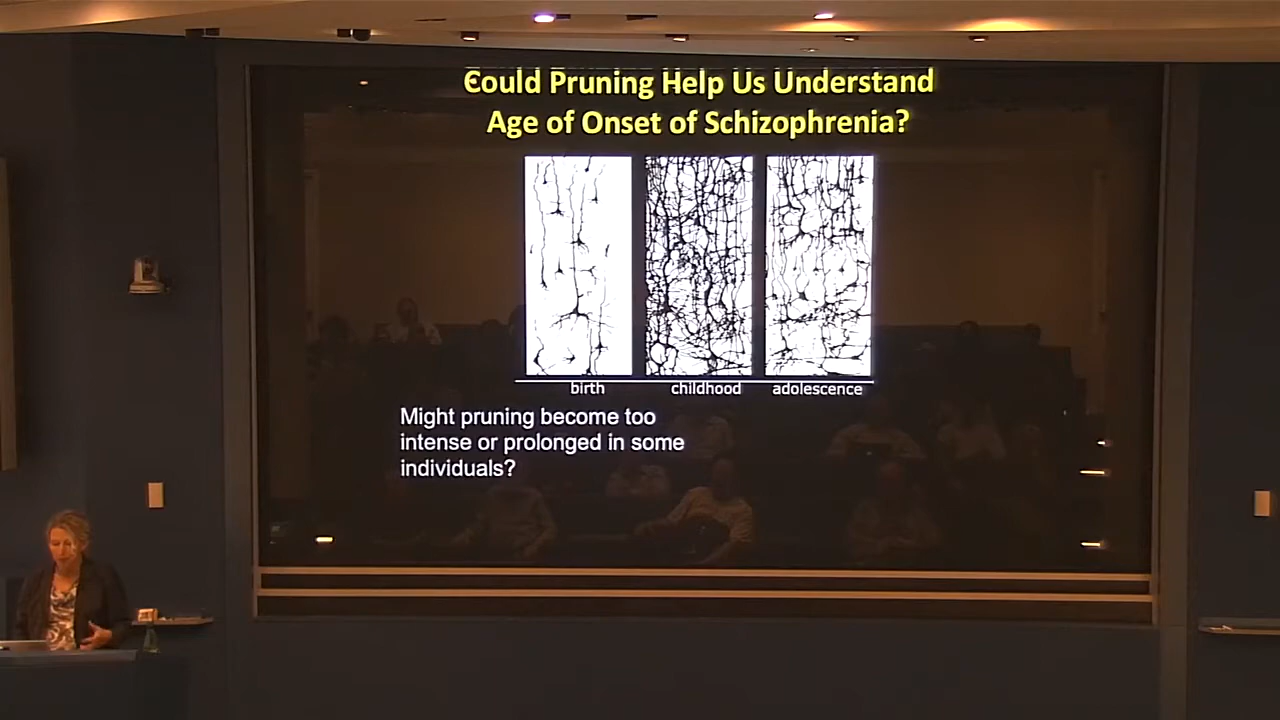 Could Pruning Help Us Understand
Age of Onset of Schizophrenia?
birth childhood adolescence
Might pruning become too
intense or prolonged in some
individuals?